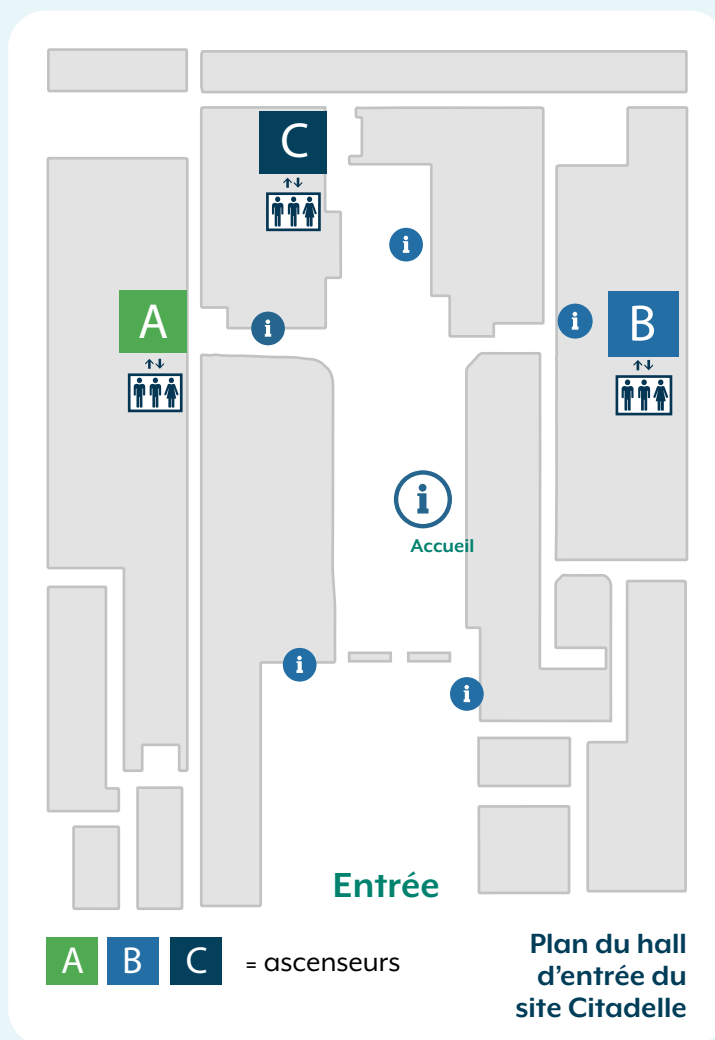 C
i
A
i
B
i
i
Accueil
i
i
Entrée
A B C = ascenseurs
Plan du hall
d'entrée du
site Citadelle